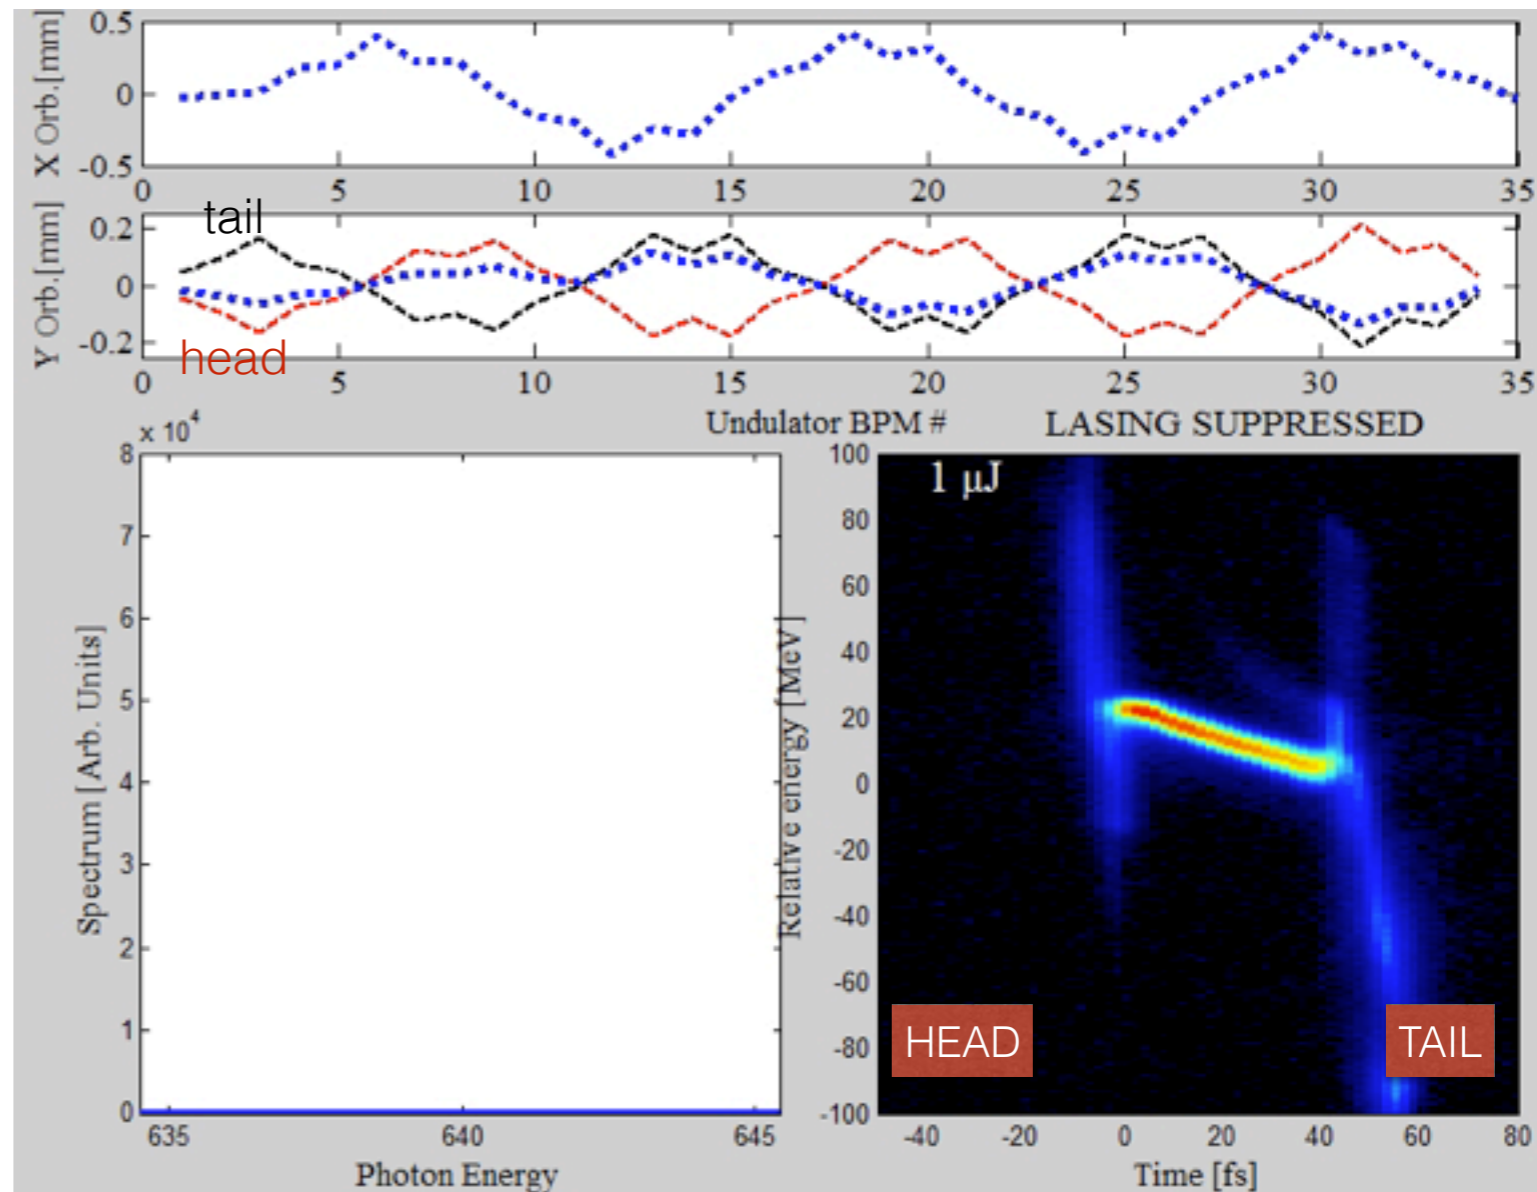 X Orb.[mm]
0.5
0
-0.5
0 5 10 15 20 25 30 35
Y Orb.[mm]
tail
0.2
0
-0.2
head
0 5 10 15 20 25 30 35
Undulator BPM #
LASING SUPPRESSED
x 10^4
Spectrum [Arb. Units]
8
7
6
5
4
3
2
1
0
635 640 645
Photon Energy
Relative energy [MeV]
100
80
60
40
20
0
-20
-40
-60
-80
-100
1 μJ
HEAD
TAIL
-40 -20 0 20 40 60 80
Time [fs]